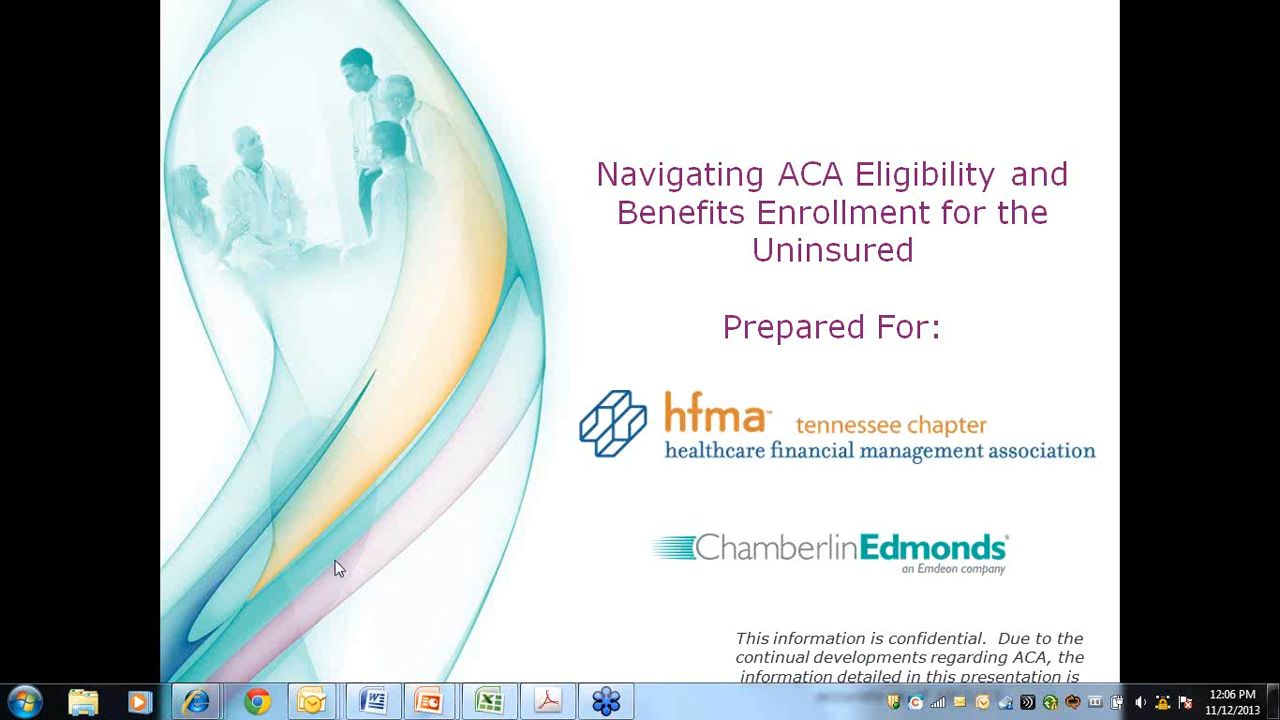 Navigating ACA Eligibility and
Benefits Enrollment for the
Uninsured
Prepared For:
hfma™ tennessee chapter
healthcare financial management association
ChamberlinEdmonds®
an Emdeon company
This information is confidential. Due to the
continual developments regarding ACA, the
information detailed in this presentation is
12:06 PM
11/12/2013